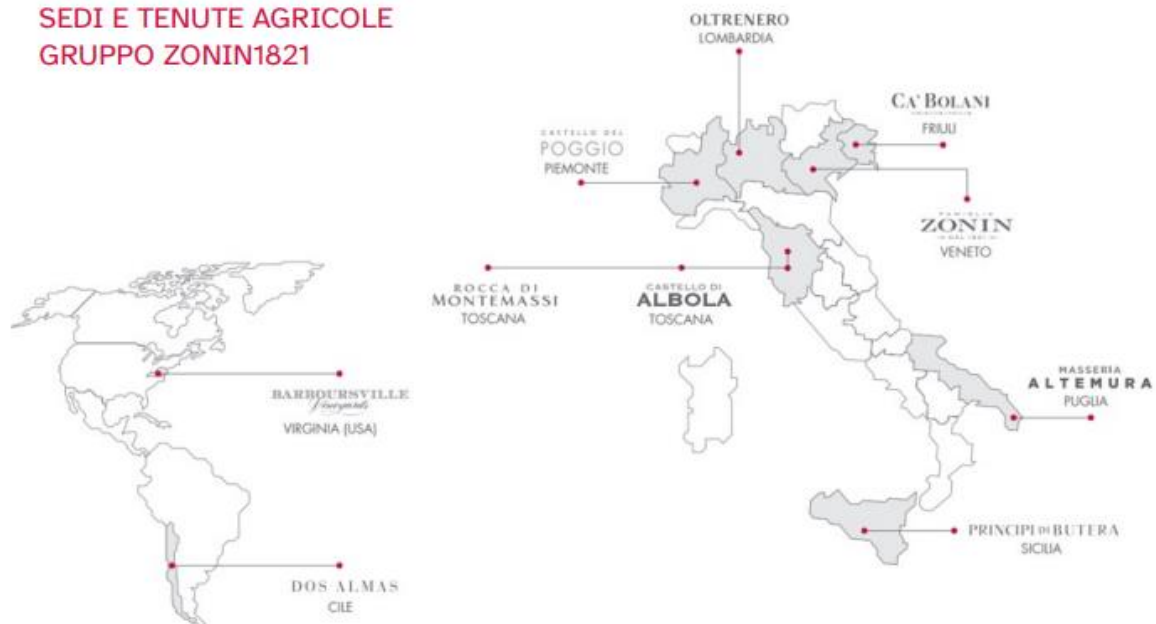 SEDI E TENUTE AGRICOLE
GRUPPO ZONIN1821
OLTRENERO
LOMBARDIA
CA' BOLANI
FRIULI
CASTELLO DEL
POGGIO
PIEMONTE
FAMIGLIA
ZONIN
VENETO
ROCCA DI
MONTEMASSI
TOSCANA
CASTELLO DI
ALBOLA
TOSCANA
MASSERIA
ALTEMURA
PUGLIA
BARBOURSVILLE
Vineyards
VIRGINIA (USA)
PRINCIPI DI BUTERA
SICILIA
DOS ALMAS
CILE